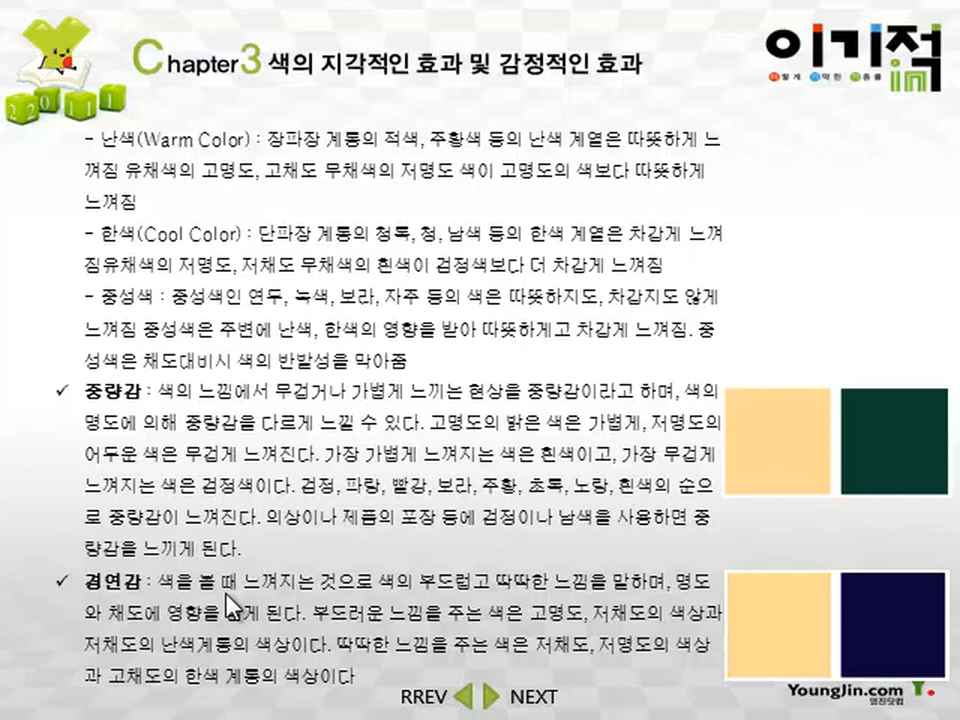 Chapter3 색의 지각적인 효과 및 감정적인 효과
이기적in
이렇게 기막힌 적중률
2011
- 난색(Warm Color) : 장파장 계통의 적색, 주황색 등의 난색 계열은 따뜻하게 느
껴짐 유채색의 고명도, 고채도 무채색의 저명도 색이 고명도의 색보다 따뜻하게
느껴짐
- 한색(Cool Color) : 단파장 계통의 청록, 청, 남색 등의 한색 계열은 차갑게 느껴
짐유채색의 저명도, 저채도 무채색의 흰색이 검정색보다 더 차갑게 느껴짐
- 중성색 : 중성색인 연두, 녹색, 보라, 자주 등의 색은 따뜻하지도, 차갑지도 않게
느껴짐 중성색은 주변에 난색, 한색의 영향을 받아 따뜻하게고 차갑게 느껴짐. 중
성색은 채도대비시 색의 반발성을 막아줌
✓ 중량감 : 색의 느낌에서 무겁거나 가볍게 느끼는 현상을 중량감이라고 하며, 색의
명도에 의해 중량감을 다르게 느낄 수 있다. 고명도의 밝은 색은 가볍게, 저명도의
어두운 색은 무겁게 느껴진다. 가장 가볍게 느껴지는 색은 흰색이고, 가장 무겁게
느껴지는 색은 검정색이다. 검정, 파랑, 빨강, 보라, 주황, 초록, 노랑, 흰색의 순으
로 중량감이 느껴진다. 의상이나 제품의 포장 등에 검정이나 남색을 사용하면 중
량감을 느끼게 된다.
✓ 경연감 : 색을 볼 때 느껴지는 것으로 색의 부드럽고 딱딱한 느낌을 말하며, 명도
와 채도에 영향을 게 된다. 부드러운 느낌을 주는 색은 고명도, 저채도의 색상과
저채도의 난색계통의 색상이다. 딱딱한 느낌을 주는 색은 저채도, 저명도의 색상
과 고채도의 한색 계통의 색상이다
RREV NEXT
YoungJin.com Y.
영진닷컴